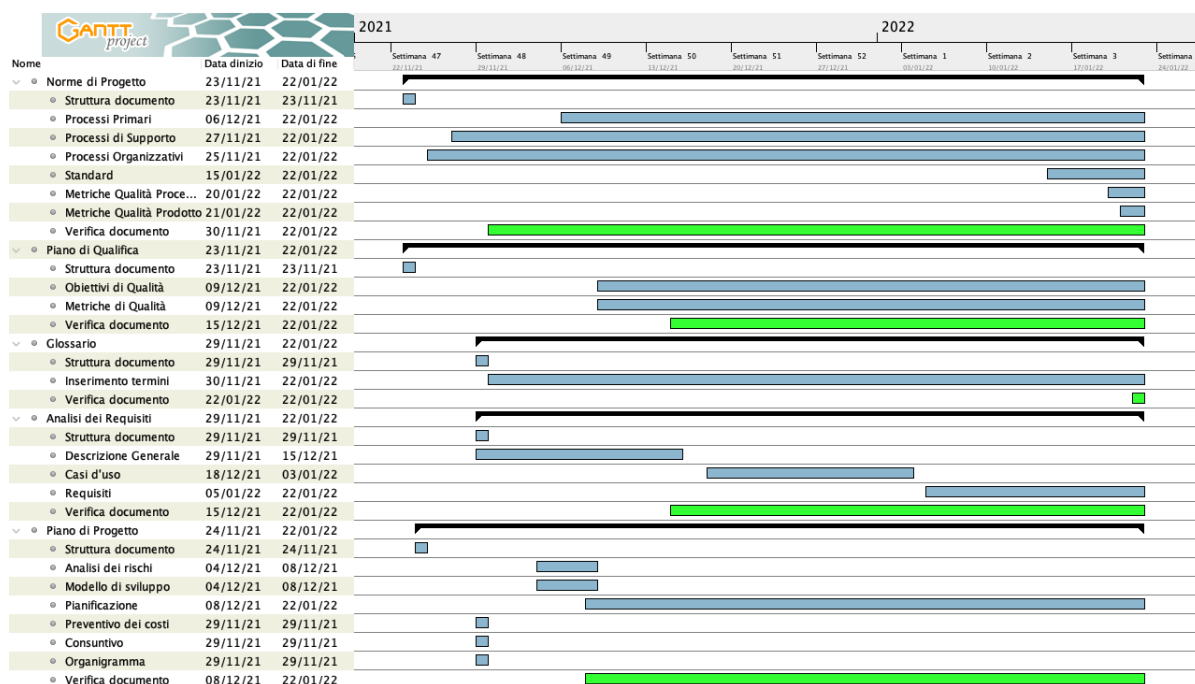 GANTT project
2021 2022
Settimana 47 Settimana 48 Settimana 49 Settimana 50 Settimana 51 Settimana 52 Settimana 1 Settimana 2 Settimana 3 Settimana
22/11/21 29/11/21 06/12/21 13/12/21 20/12/21 27/12/21 03/01/22 10/01/22 17/01/22 24/01/22
Nome Data dinizio Data di fine
Norme di Progetto 23/11/21 22/01/22
Struttura documento 23/11/21 23/11/21
Processi Primari 06/12/21 22/01/22
Processi di Supporto 27/11/21 22/01/22
Processi Organizzativi 25/11/21 22/01/22
Standard 15/01/22 22/01/22
Metriche Qualità Proce... 20/01/22 22/01/22
Metriche Qualità Prodotto 21/01/22 22/01/22
Verifica documento 30/11/21 22/01/22
Piano di Qualifica 23/11/21 22/01/22
Struttura documento 23/11/21 23/11/21
Obiettivi di Qualità 09/12/21 22/01/22
Metriche di Qualità 09/12/21 22/01/22
Verifica documento 15/12/21 22/01/22
Glossario 29/11/21 22/01/22
Struttura documento 29/11/21 29/11/21
Inserimento termini 30/11/21 22/01/22
Verifica documento 22/01/22 22/01/22
Analisi dei Requisiti 29/11/21 22/01/22
Struttura documento 29/11/21 29/11/21
Descrizione Generale 29/11/21 15/12/21
Casi d'uso 18/12/21 03/01/22
Requisiti 05/01/22 22/01/22
Verifica documento 15/12/21 22/01/22
Piano di Progetto 24/11/21 22/01/22
Struttura documento 24/11/21 24/11/21
Analisi dei rischi 04/12/21 08/12/21
Modello di sviluppo 04/12/21 08/12/21
Pianificazione 08/12/21 22/01/22
Preventivo dei costi 29/11/21 29/11/21
Consuntivo 29/11/21 29/11/21
Organigramma 29/11/21 29/11/21
Verifica documento 08/12/21 22/01/22